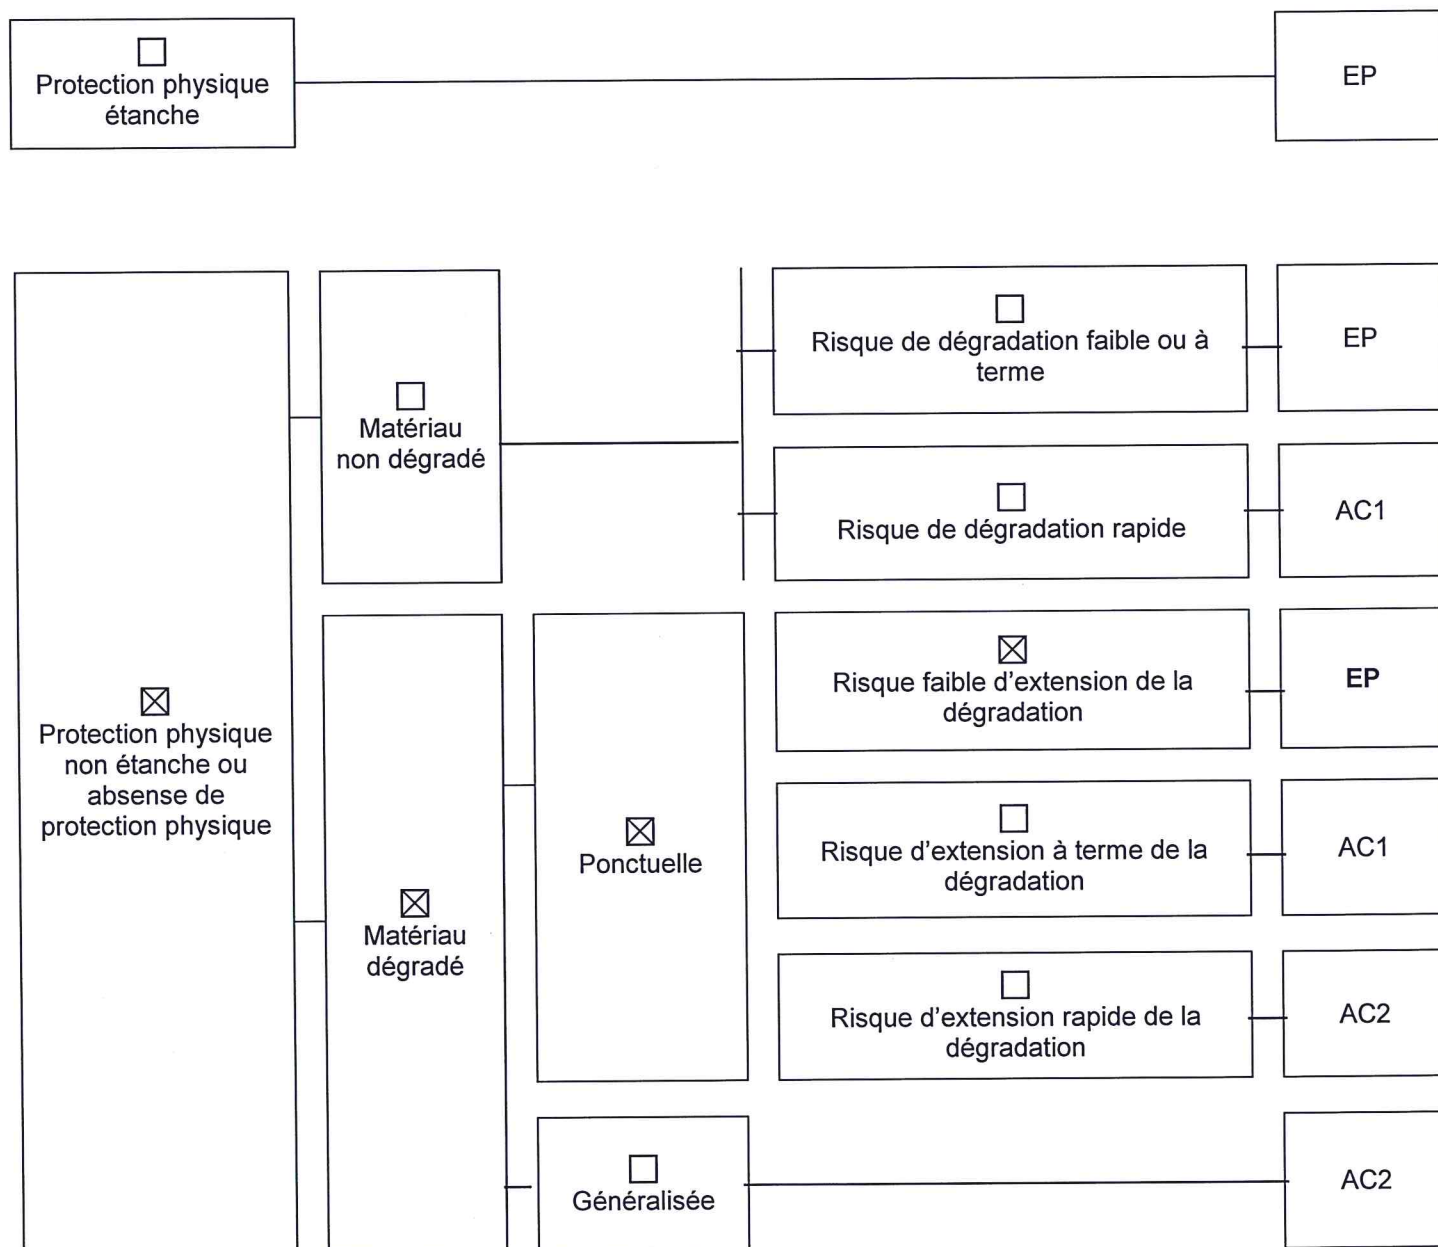 ☐
Protection physique
étanche
EP
☐
Matériau
non dégradé
☐
Risque de dégradation faible ou à
terme
EP
☐
Risque de dégradation rapide
AC1
☒
Protection physique
non étanche ou
absense de
protection physique
☒
Matériau
dégradé
☒
Ponctuelle
☒
Risque faible d'extension de la
dégradation
EP
☐
Risque d'extension à terme de la
dégradation
AC1
☐
Risque d'extension rapide de la
dégradation
AC2
☐
Généralisée
AC2